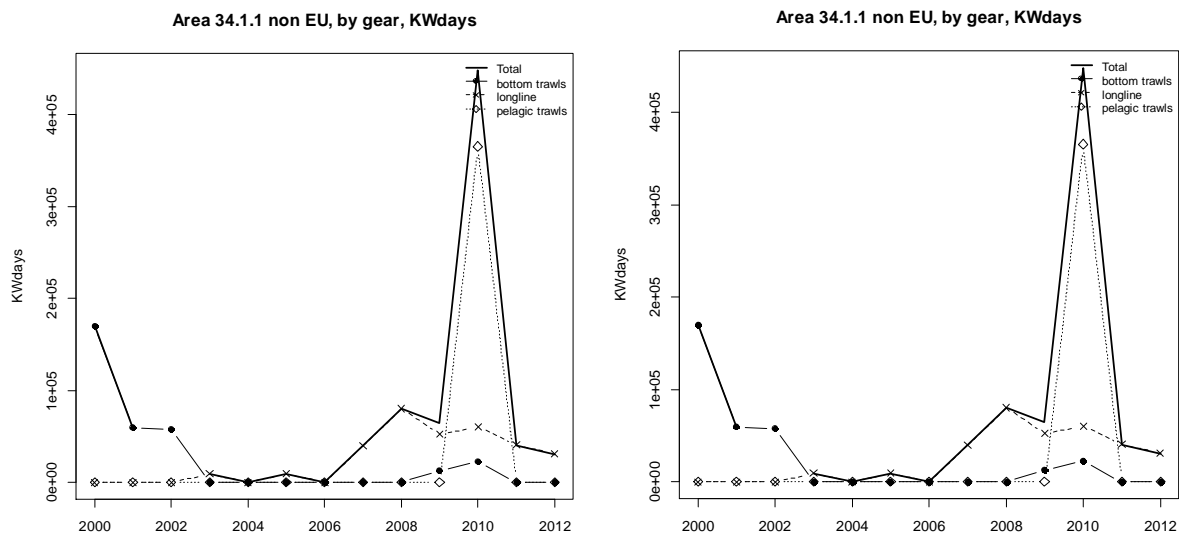 Area 34.1.1 non EU, by gear, KWdays
Total
bottom trawls
longline
pelagic trawls
KWdays
4e+05
3e+05
2e+05
1e+05
0e+00
2000 2002 2004 2006 2008 2010 2012
Area 34.1.1 non EU, by gear, KWdays
Total
bottom trawls
longline
pelagic trawls
KWdays
4e+05
3e+05
2e+05
1e+05
0e+00
2000 2002 2004 2006 2008 2010 2012